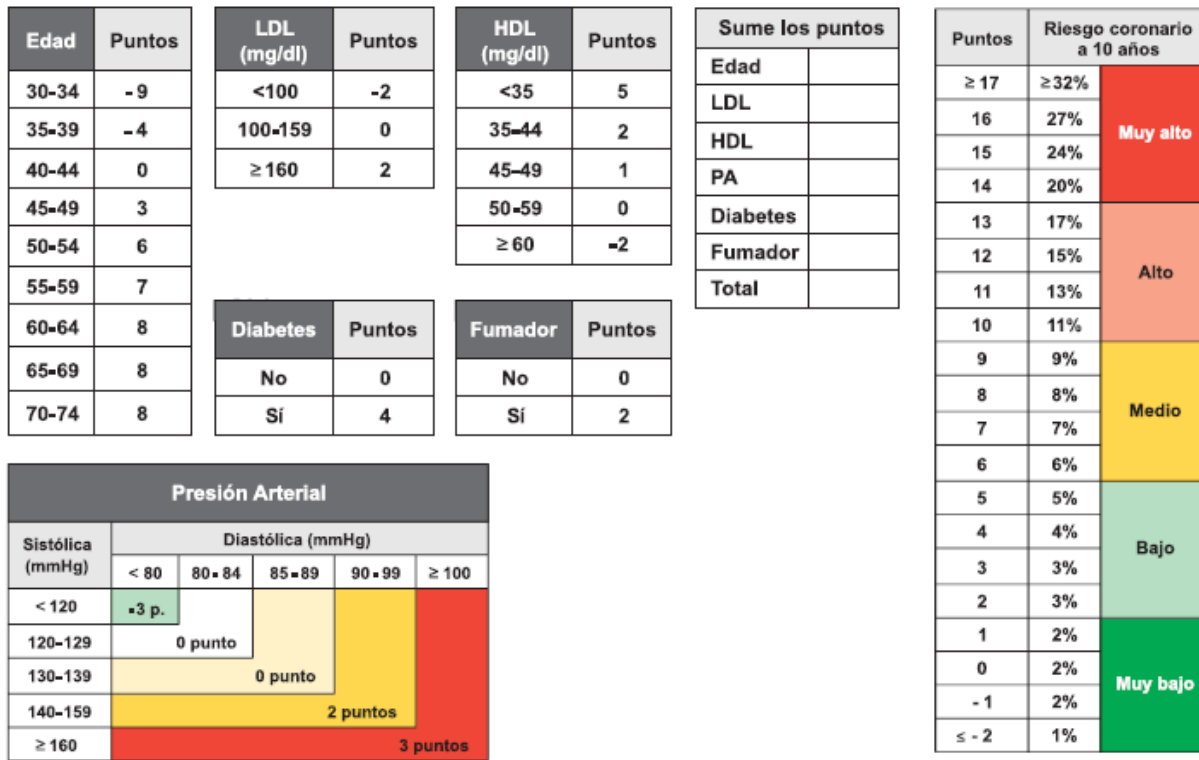 Edad Puntos
30-34 -9
35-39 -4
40-44 0
45-49 3
50-54 6
55-59 7
60-64 8
65-69 8
70-74 8
LDL
(mg/dl) Puntos
<100 -2
100-159 0
≥ 160 2
HDL
(mg/dl) Puntos
<35 5
35-44 2
45-49 1
50-59 0
≥ 60 -2
Diabetes Puntos
No 0
Sí 4
Fumador Puntos
No 0
Sí 2
Sume los puntos
Edad
LDL
HDL
PA
Diabetes
Fumador
Total
Puntos Riesgo coronario
a 10 años
≥ 17 ≥32%
16 27%
Muy alto
15 24%
14 20%
13 17%
12 15%
Alto
11 13%
10 11%
9 9%
8 8%
Medio
7 7%
6 6%
5 5%
4 4%
Bajo
3 3%
2 3%
1 2%
0 2%
Muy bajo
- 1 2%
≤ - 2 1%
Presión Arterial
Sistólica
(mmHg)
Diastólica (mmHg)
< 80 80-84 85-89 90-99 ≥ 100
< 120 -3 p.
120-129 0 punto
130-139 0 punto
140-159 2 puntos
≥ 160 3 puntos